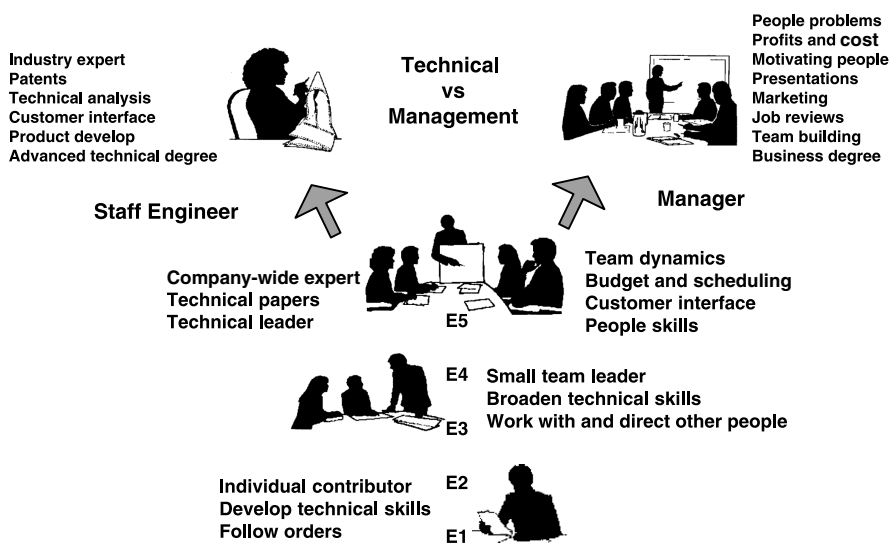 Industry expert
Patents
Technical analysis
Customer interface
Product develop
Advanced technical degree
Technical
vs
Management
People problems
Profits and cost
Motivating people
Presentations
Marketing
Job reviews
Team building
Business degree
Staff Engineer
Manager
Company-wide expert
Technical papers
Technical leader
E5
Team dynamics
Budget and scheduling
Customer interface
People skills
E4
E3
Small team leader
Broaden technical skills
Work with and direct other people
Individual contributor
Develop technical skills
Follow orders
E2
E1